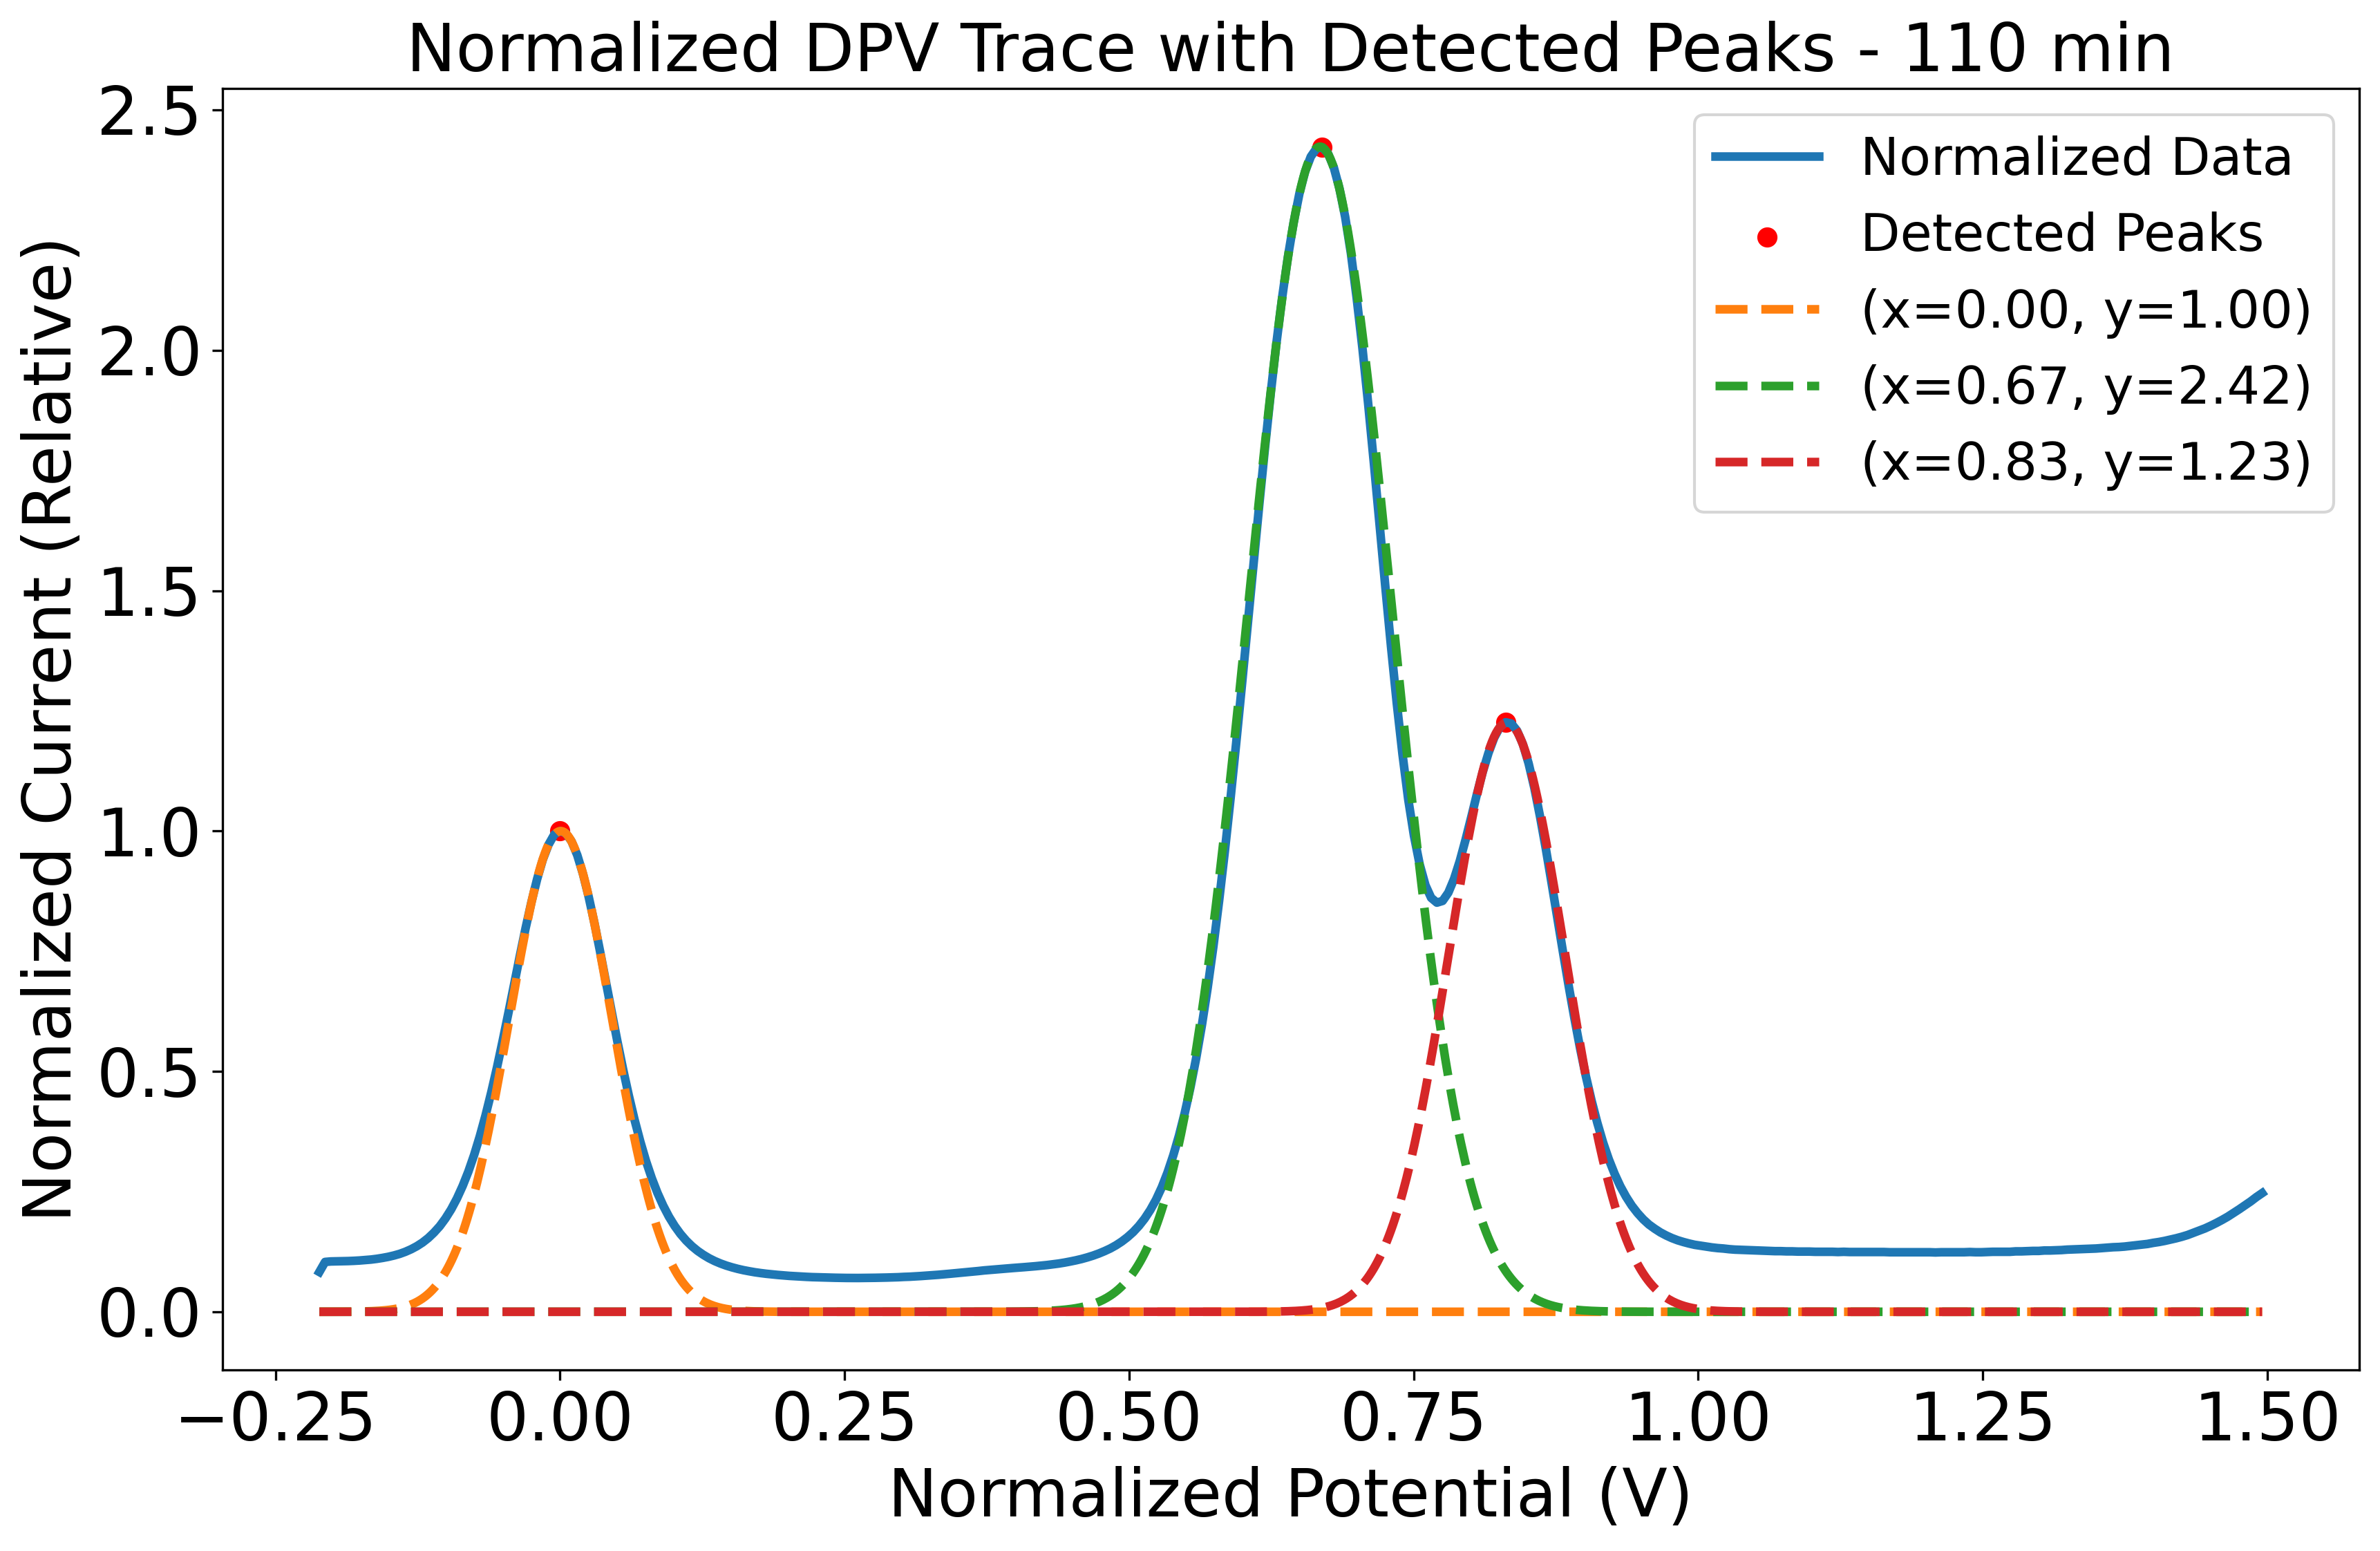 Normalized DPV Trace with Detected Peaks - 110 min
Normalized Current (Relative)
2.5
2.0
1.5
1.0
0.5
0.0
Normalized Data
Detected Peaks
(x=0.00, y=1.00)
(x=0.67, y=2.42)
(x=0.83, y=1.23)
−0.25 0.00 0.25 0.50 0.75 1.00 1.25 1.50
Normalized Potential (V)